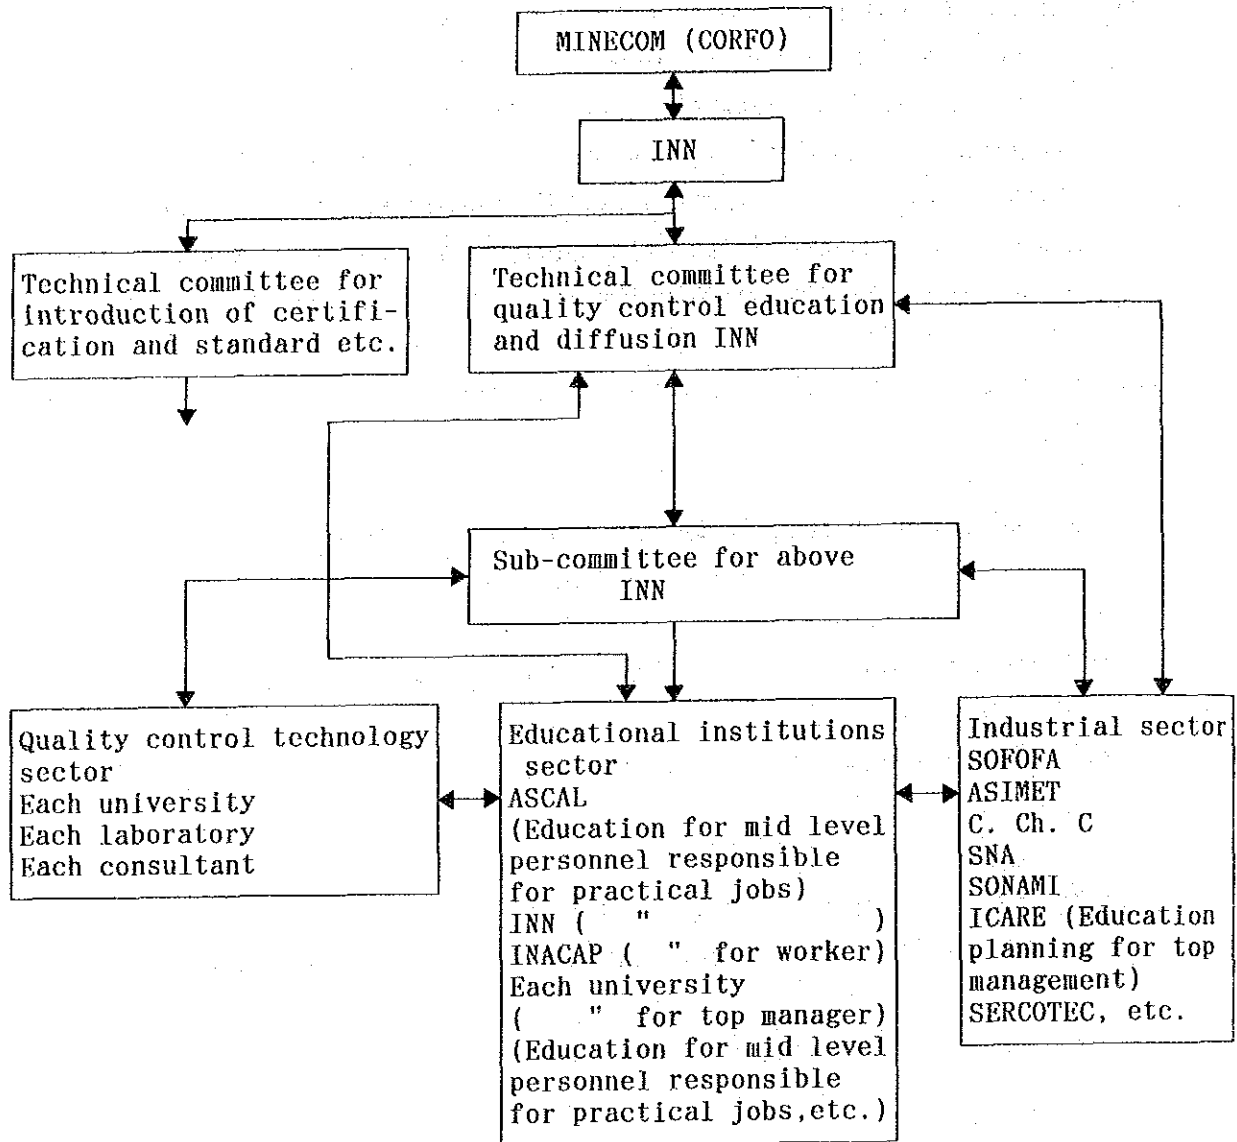 MINECOM (CORFO)
INN
Technical committee for
introduction of certifi-
cation and standard etc.
Technical committee for
quality control education
and diffusion INN
Sub-committee for above
INN
Quality control technology
sector
Each university
Each laboratory
Each consultant
Educational institutions
sector
ASCAL
(Education for mid level
personnel responsible
for practical jobs)
INN ( " )
INACAP ( " for worker)
Each university
( " for top manager)
(Education for mid level
personnel responsible
for practical jobs,etc.)
Industrial sector
SOFOFA
ASIMET
C. Ch. C
SNA
SONAMI
ICARE (Education
planning for top
management)
SERCOTEC, etc.